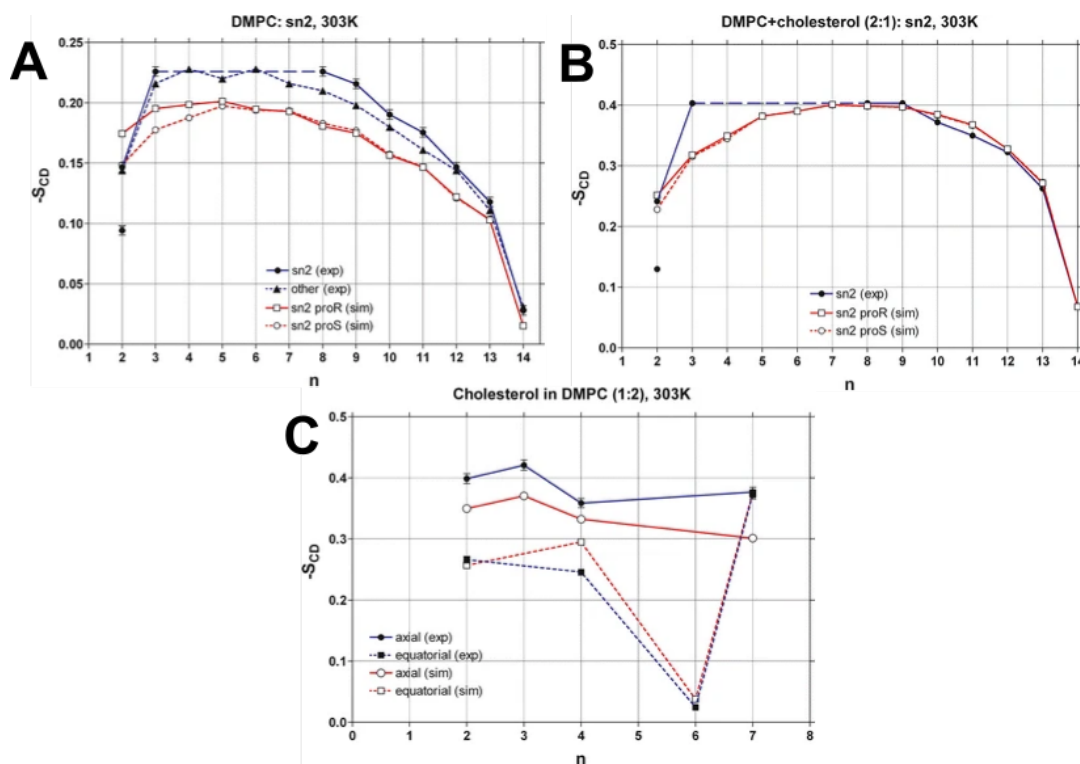 A
DMPC: sn2, 303K
0.25
0.20
0.15
0.10
0.05
0.00
-S_CD
sn2 (exp)
other (exp)
sn2 proR (sim)
sn2 proS (sim)
1 2 3 4 5 6 7 8 9 10 11 12 13 14
n
B
DMPC+cholesterol (2:1): sn2, 303K
0.5
0.4
0.3
0.2
0.1
0.0
-S_CD
sn2 (exp)
sn2 proR (sim)
sn2 proS (sim)
1 2 3 4 5 6 7 8 9 10 11 12 13 14
n
C
Cholesterol in DMPC (1:2), 303K
0.5
0.4
0.3
0.2
0.1
0.0
-S_CD
axial (exp)
equatorial (exp)
axial (sim)
equatorial (sim)
0 1 2 3 4 5 6 7 8
n